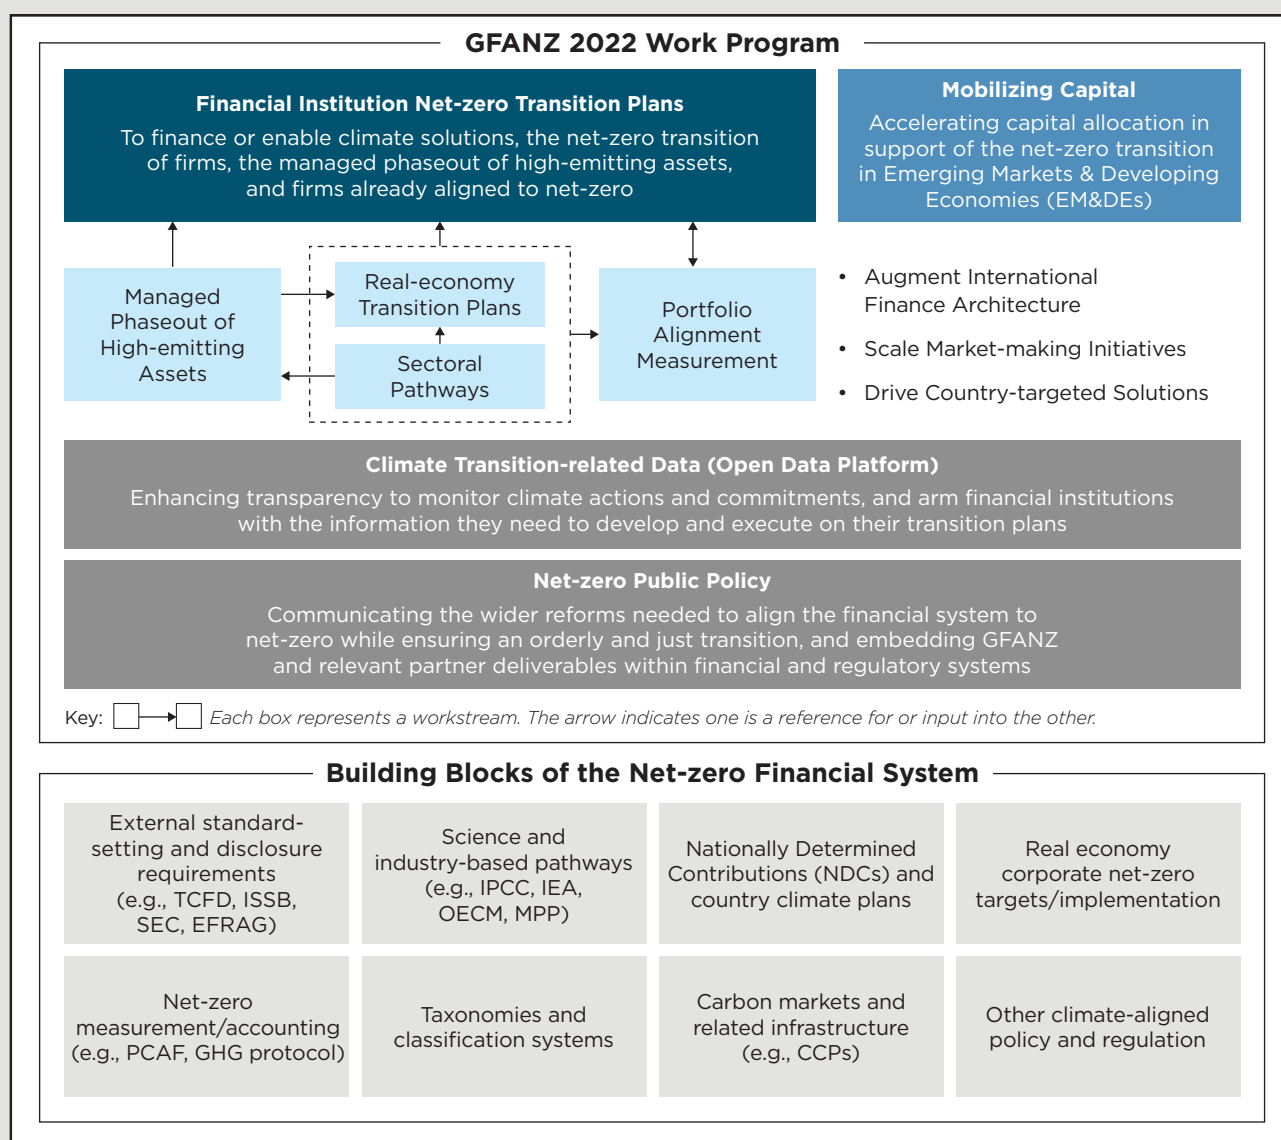 GFANZ 2022 Work Program
Financial Institution Net-zero Transition Plans
To finance or enable climate solutions, the net-zero transition
of firms, the managed phaseout of high-emitting assets,
and firms already aligned to net-zero
Mobilizing Capital
Accelerating capital allocation in
support of the net-zero transition
in Emerging Markets & Developing
Economies (EM&DEs)
Managed
Phaseout of
High-emitting
Assets
Real-economy
Transition Plans
Sectoral
Pathways
Portfolio
Alignment
Measurement
• Augment International
Finance Architecture
• Scale Market-making Initiatives
• Drive Country-targeted Solutions
Climate Transition-related Data (Open Data Platform)
Enhancing transparency to monitor climate actions and commitments, and arm financial institutions
with the information they need to develop and execute on their transition plans
Net-zero Public Policy
Communicating the wider reforms needed to align the financial system to
net-zero while ensuring an orderly and just transition, and embedding GFANZ
and relevant partner deliverables within financial and regulatory systems
Key: Each box represents a workstream. The arrow indicates one is a reference for or input into the other.
Building Blocks of the Net-zero Financial System
External standard-
setting and disclosure
requirements
(e.g., TCFD, ISSB,
SEC, EFRAG)
Science and
industry-based pathways
(e.g., IPCC, IEA,
OECM, MPP)
Nationally Determined
Contributions (NDCs) and
country climate plans
Real economy
corporate net-zero
targets/implementation
Net-zero
measurement/accounting
(e.g., PCAF, GHG protocol)
Taxonomies and
classification systems
Carbon markets and
related infrastructure
(e.g., CCPs)
Other climate-aligned
policy and regulation